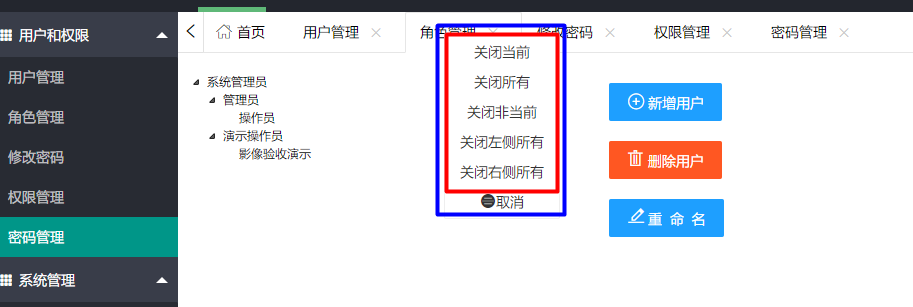 用户和权限
用户管理
角色管理
修改密码
权限管理
密码管理
系统管理
首页 用户管理 角色管理 修改密码 权限管理 密码管理
系统管理员
管理员
操作员
演示操作员
影像验收演示
关闭当前
关闭所有
关闭非当前
关闭左侧所有
关闭右侧所有
取消
新增用户
删除用户
重 命 名